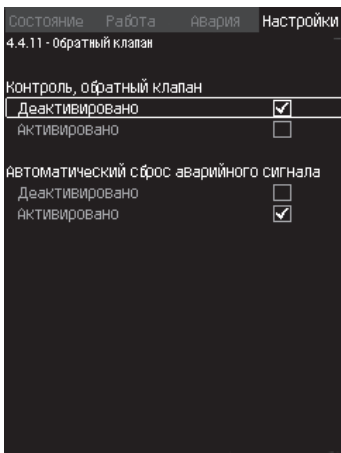 Состояние Работа Авария Настройки
4.4.11 - Обратный клапан
Контроль, обратный клапан
Деактивировано
Активировано
Автоматический сброс аварийного сигнала
Деактивировано
Активировано